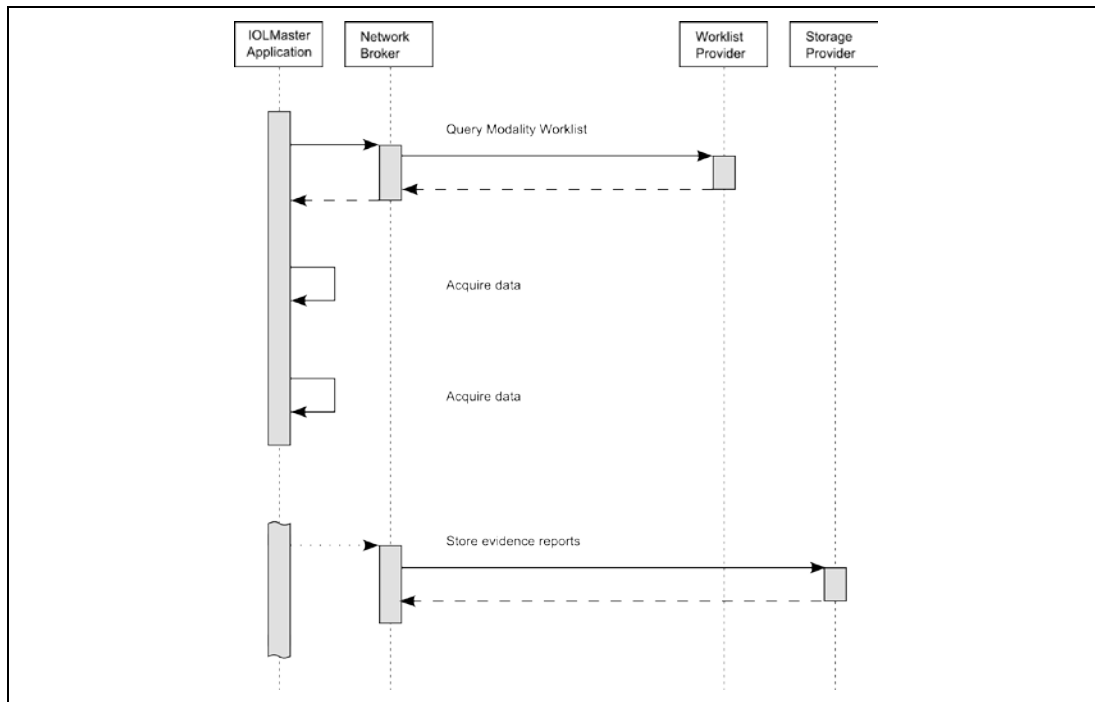 IOLMaster
Application
Network
Broker
Worklist
Provider
Storage
Provider
Query Modality Worklist
Acquire data
Acquire data
Store evidence reports